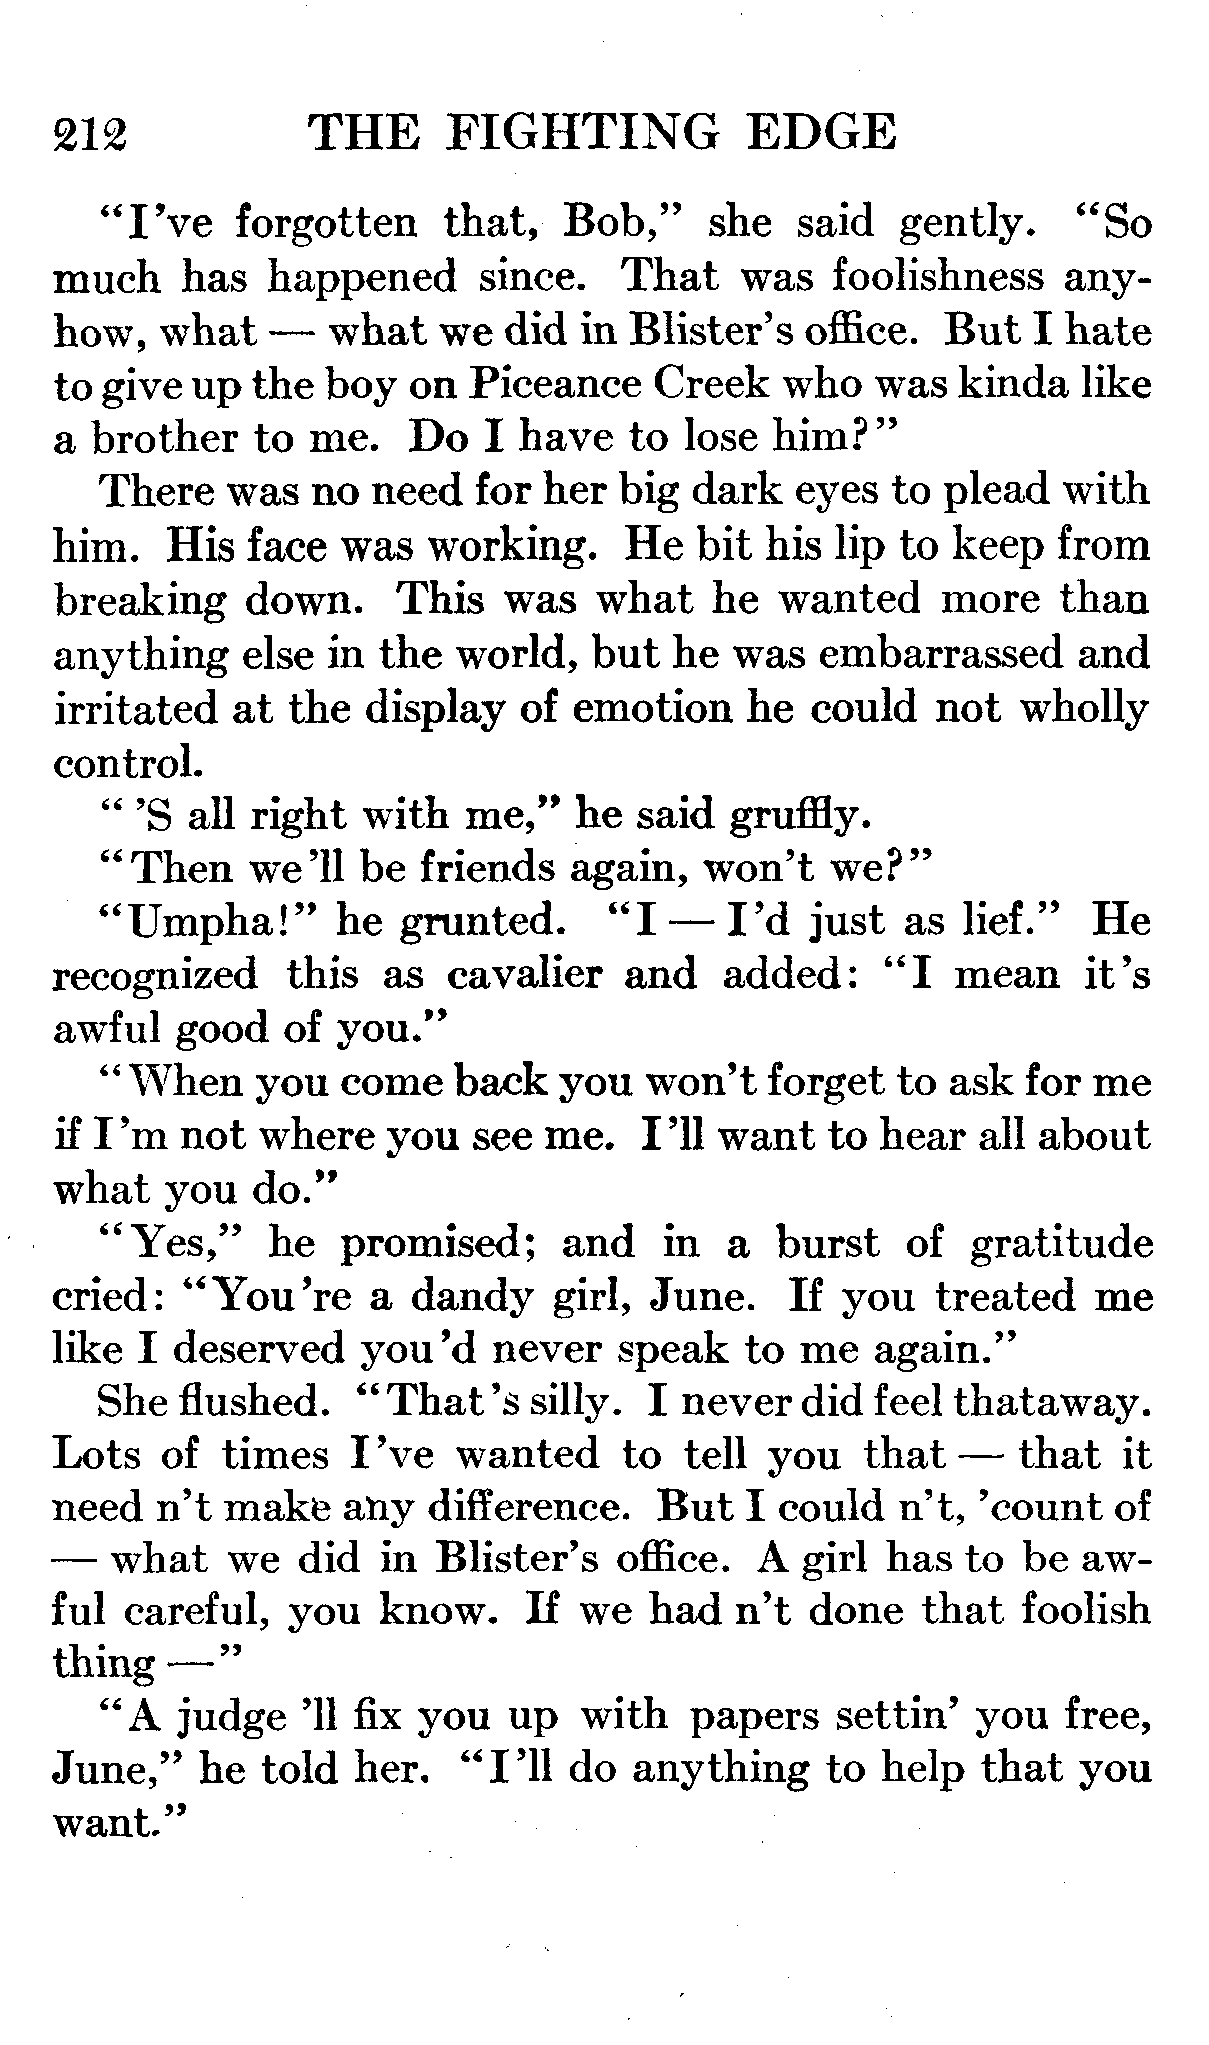 212 THE FIGHTING EDGE
"I've forgotten that, Bob," she said gently. "So
much has happened since. That was foolishness any-
how, what — what we did in Blister's office. But I hate
to give up the boy on Piceance Creek who was kinda like
a brother to me. Do I have to lose him?"
There was no need for her big dark eyes to plead with
him. His face was working. He bit his lip to keep from
breaking down. This was what he wanted more than
anything else in the world, but he was embarrassed and
irritated at the display of emotion he could not wholly
control.
" 'S all right with me," he said gruffly.
"Then we'll be friends again, won't we?"
"Umpha!" he grunted. "I — I'd just as lief." He
recognized this as cavalier and added: "I mean it's
awful good of you."
"When you come back you won't forget to ask for me
if I'm not where you see me. I'll want to hear all about
what you do."
"Yes," he promised; and in a burst of gratitude
cried: "You're a dandy girl, June. If you treated me
like I deserved you'd never speak to me again."
She flushed. "That's silly. I never did feel thataway.
Lots of times I've wanted to tell you that — that it
need n't make any difference. But I could n't, 'count of
— what we did in Blister's office. A girl has to be aw-
ful careful, you know. If we had n't done that foolish
thing —"
"A judge 'll fix you up with papers settin' you free,
June," he told her. "I'll do anything to help that you
want."